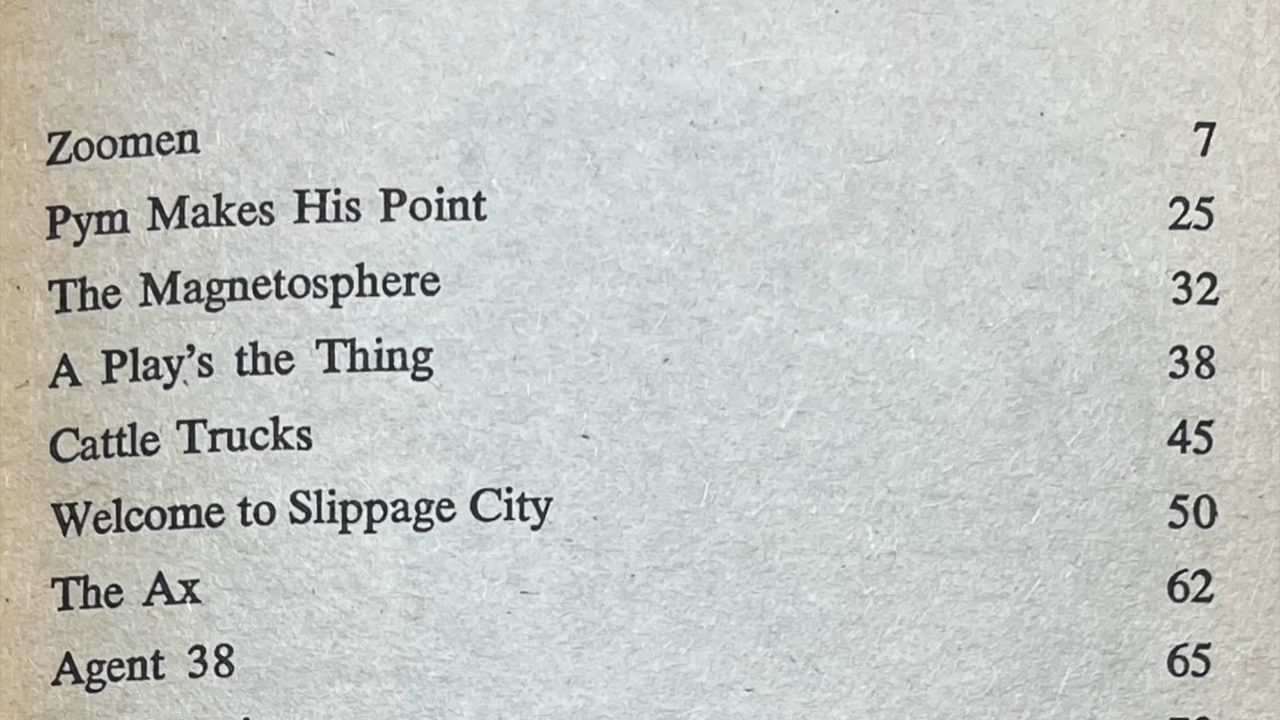 Zoomen 7
Pym Makes His Point 25
The Magnetosphere 32
A Play's the Thing 38
Cattle Trucks 45
Welcome to Slippage City 50
The Ax 62
Agent 38 65